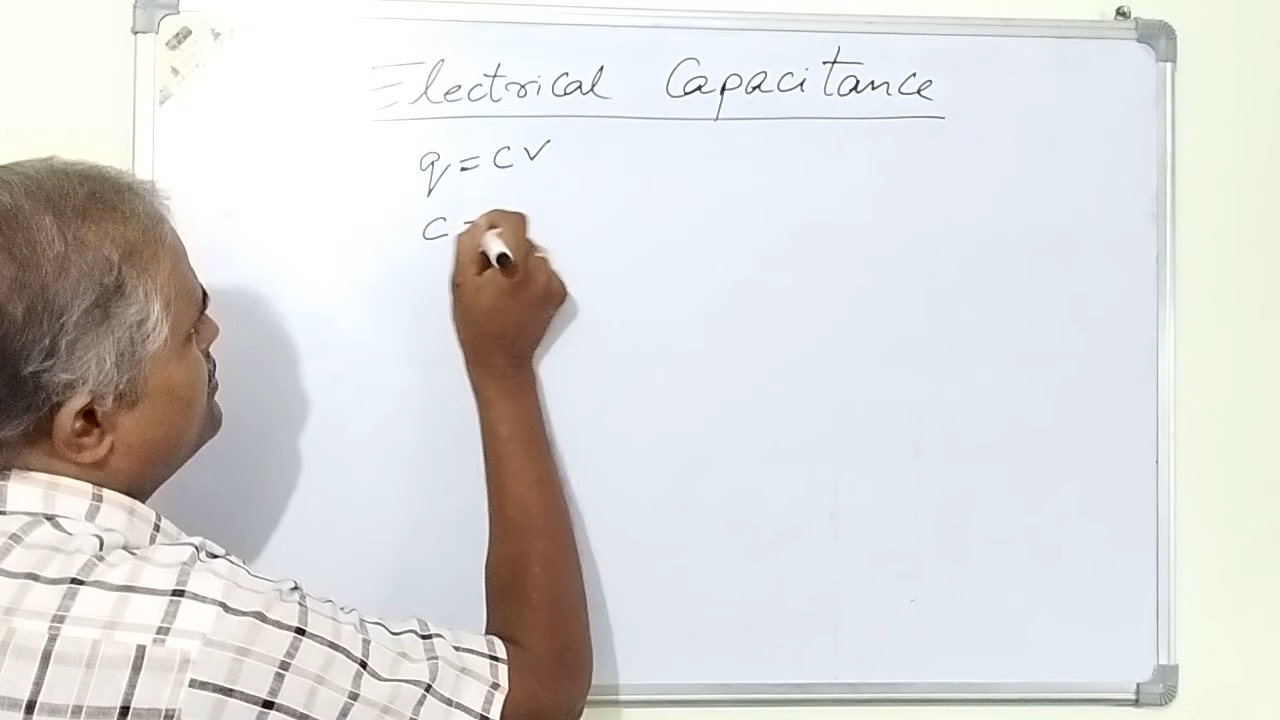 Electrical Capacitance
q = CV
C =